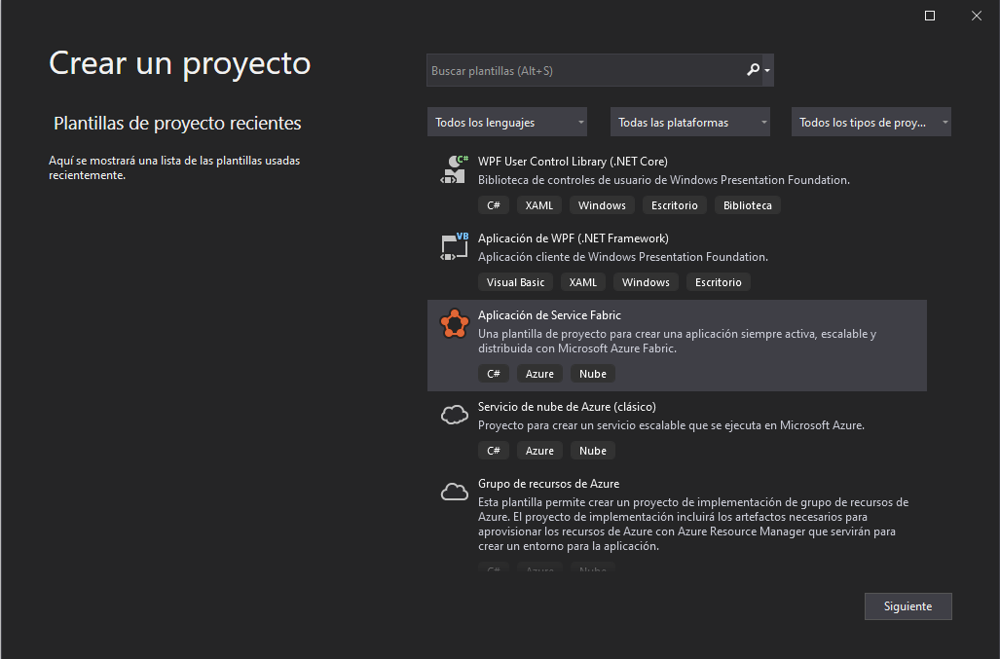 Crear un proyecto
Plantillas de proyecto recientes
Aquí se mostrará una lista de las plantillas usadas
recientemente.
Buscar plantillas (Alt+S)
Todos los lenguajes
Todas las plataformas
Todos los tipos de proy...
C#
WPF User Control Library (.NET Core)
Biblioteca de controles de usuario de Windows Presentation Foundation.
C# XAML Windows Escritorio Biblioteca
VB
Aplicación de WPF (.NET Framework)
Aplicación cliente de Windows Presentation Foundation.
Visual Basic XAML Windows Escritorio
Aplicación de Service Fabric
Una plantilla de proyecto para crear una aplicación siempre activa, escalable y
distribuida con Microsoft Azure Fabric.
C# Azure Nube
Servicio de nube de Azure (clásico)
Proyecto para crear un servicio escalable que se ejecuta en Microsoft Azure.
C# Azure Nube
Grupo de recursos de Azure
Esta plantilla permite crear un proyecto de implementación de grupo de recursos de
Azure. El proyecto de implementación incluirá los artefactos necesarios para
aprovisionar los recursos de Azure con Azure Resource Manager que servirán para
crear un entorno para la aplicación.
C# Azure Nube
Siguiente